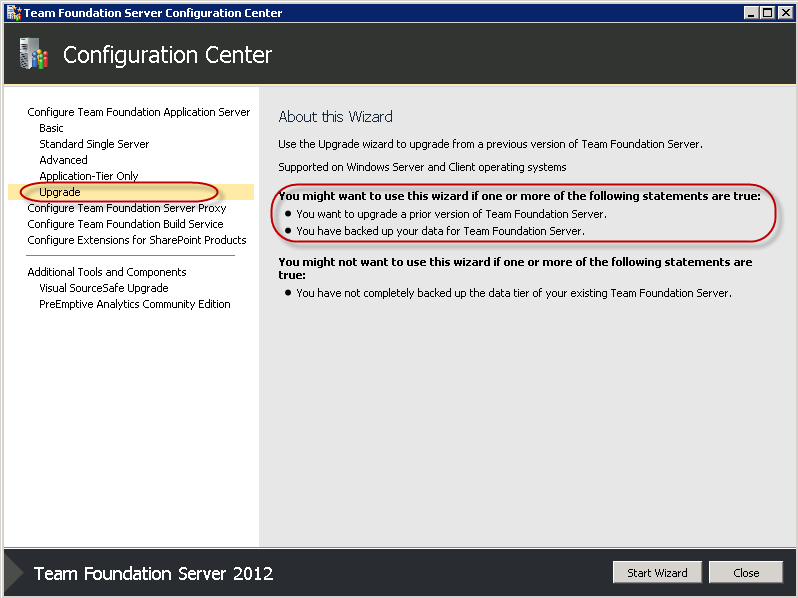 Team Foundation Server Configuration Center
Configuration Center
Configure Team Foundation Application Server
Basic
Standard Single Server
Advanced
Application-Tier Only
Upgrade
Configure Team Foundation Server Proxy
Configure Team Foundation Build Service
Configure Extensions for SharePoint Products
Additional Tools and Components
Visual SourceSafe Upgrade
PreEmptive Analytics Community Edition
About this Wizard
Use the Upgrade wizard to upgrade from a previous version of Team Foundation Server.
Supported on Windows Server and Client operating systems
You might want to use this wizard if one or more of the following statements are true:
● You want to upgrade a prior version of Team Foundation Server.
● You have backed up your data for Team Foundation Server.
You might not want to use this wizard if one or more of the following statements are
true:
● You have not completely backed up the data tier of your existing Team Foundation Server.
Team Foundation Server 2012
Start Wizard
Close